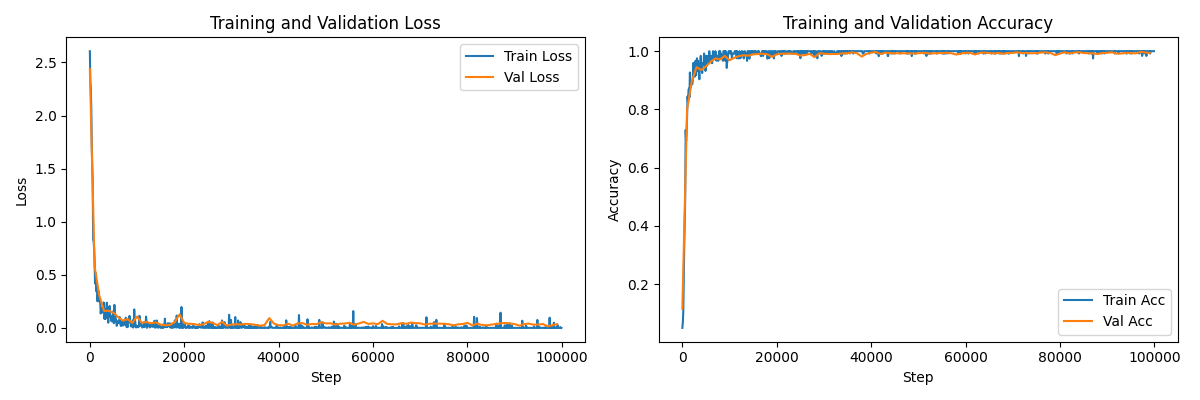 Training and Validation Loss
2.5
2.0
1.5
1.0
0.5
0.0
Loss
0
20000
40000
60000
80000
100000
Step
Train Loss
Val Loss
Training and Validation Accuracy
1.0
0.8
0.6
0.4
0.2
Accuracy
0
20000
40000
60000
80000
100000
Step
Train Acc
Val Acc